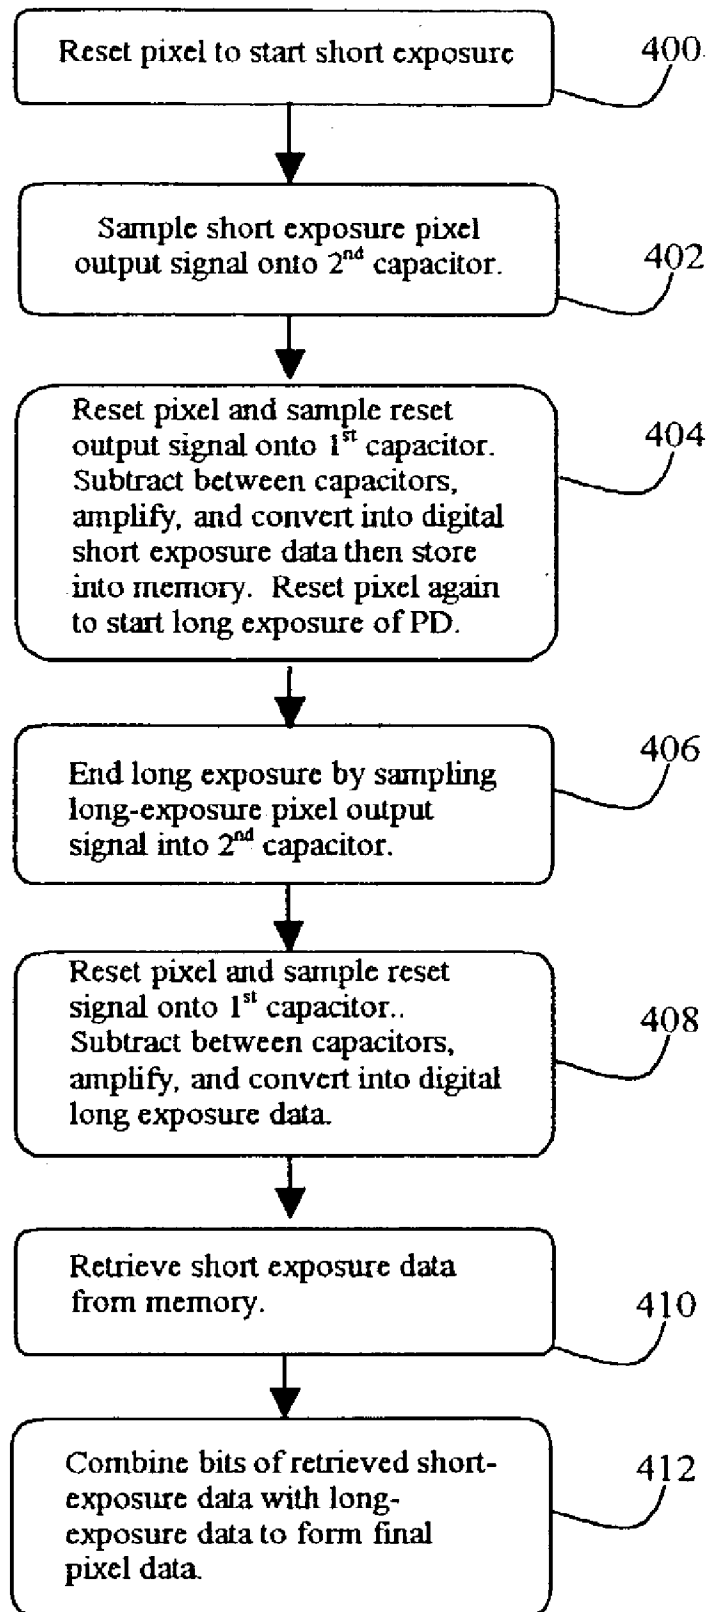 Reset pixel to start short exposure
400
Sample short exposure pixel
output signal onto 2nd capacitor.
402
Reset pixel and sample reset
output signal onto 1st capacitor.
Subtract between capacitors,
amplify, and convert into digital
short exposure data then store
into memory. Reset pixel again
to start long exposure of PD.
404
End long exposure by sampling
long-exposure pixel output
signal into 2nd capacitor.
406
Reset pixel and sample reset
signal onto 1st capacitor..
Subtract between capacitors,
amplify, and convert into digital
long exposure data.
408
Retrieve short exposure data
from memory.
410
Combine bits of retrieved short-
exposure data with long-
exposure data to form final
pixel data.
412